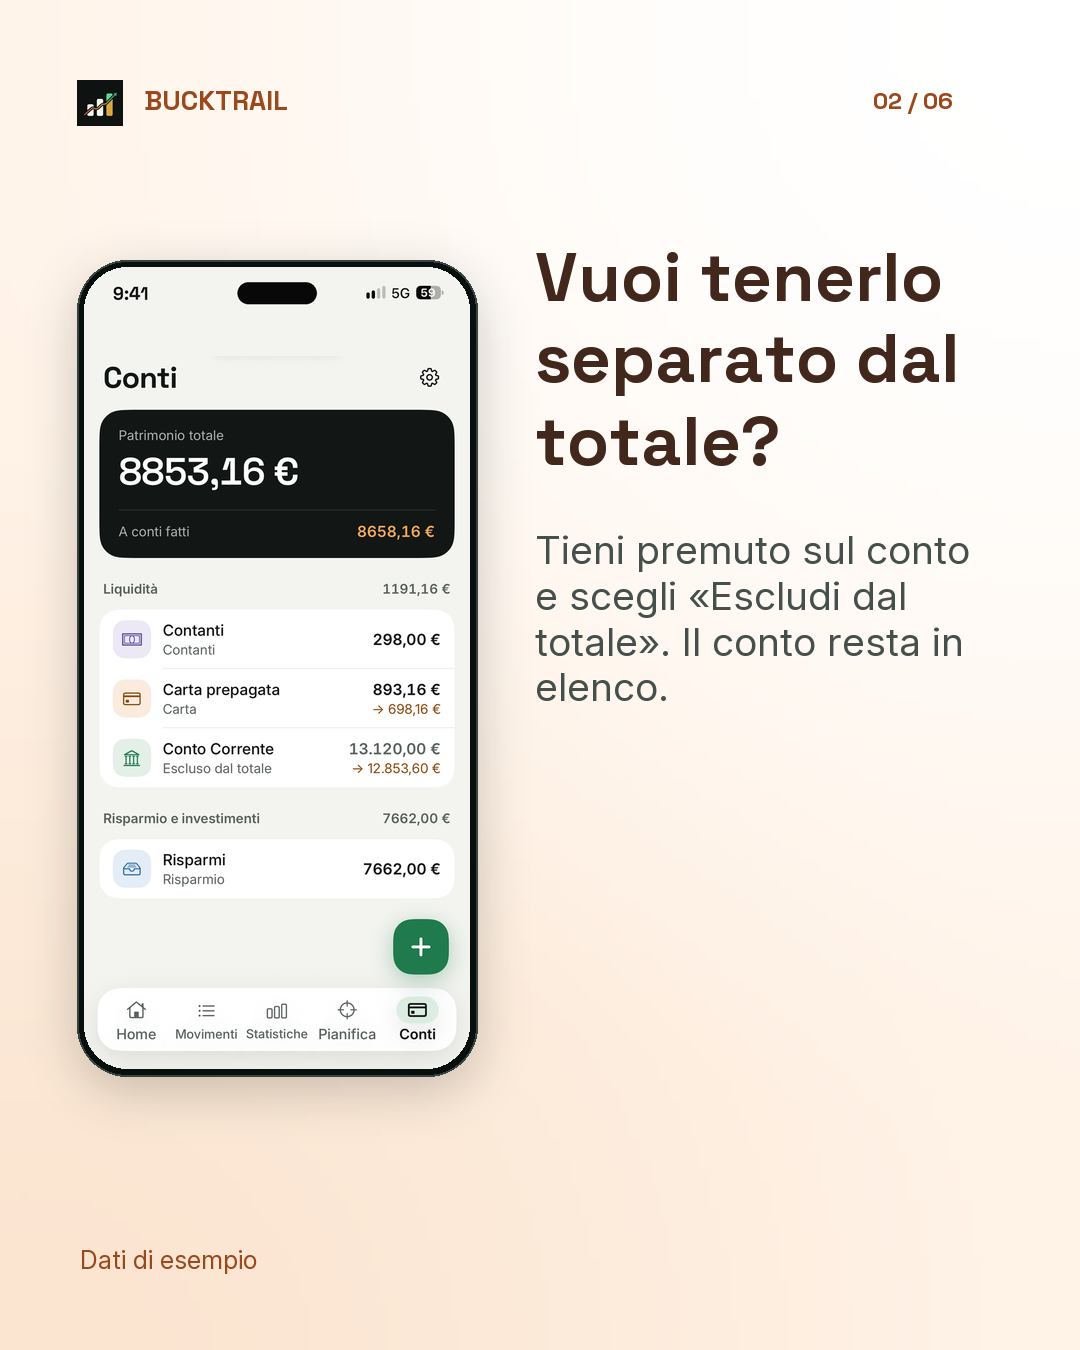 BUCKTRAIL
02 / 06
Vuoi tenerlo
separato dal
totale?
Tieni premuto sul conto
e scegli «Escludi dal
totale». Il conto resta in
elenco.
9:41
5G 59
Conti
Patrimonio totale
8853,16 €
A conti fatti 8658,16 €
Liquidità 1191,16 €
Contanti 298,00 €
Contanti
Carta prepagata 893,16 €
Carta → 698,16 €
Conto Corrente 13.120,00 €
Escluso dal totale → 12.853,60 €
Risparmio e investimenti 7662,00 €
Risparmi 7662,00 €
Risparmio
Home Movimenti Statistiche Pianifica Conti
Dati di esempio